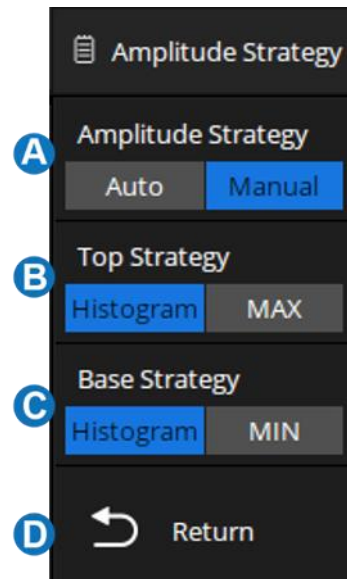 Amplitude Strategy
A
Amplitude Strategy
Auto Manual
B
Top Strategy
Histogram MAX
C
Base Strategy
Histogram MIN
D
Return